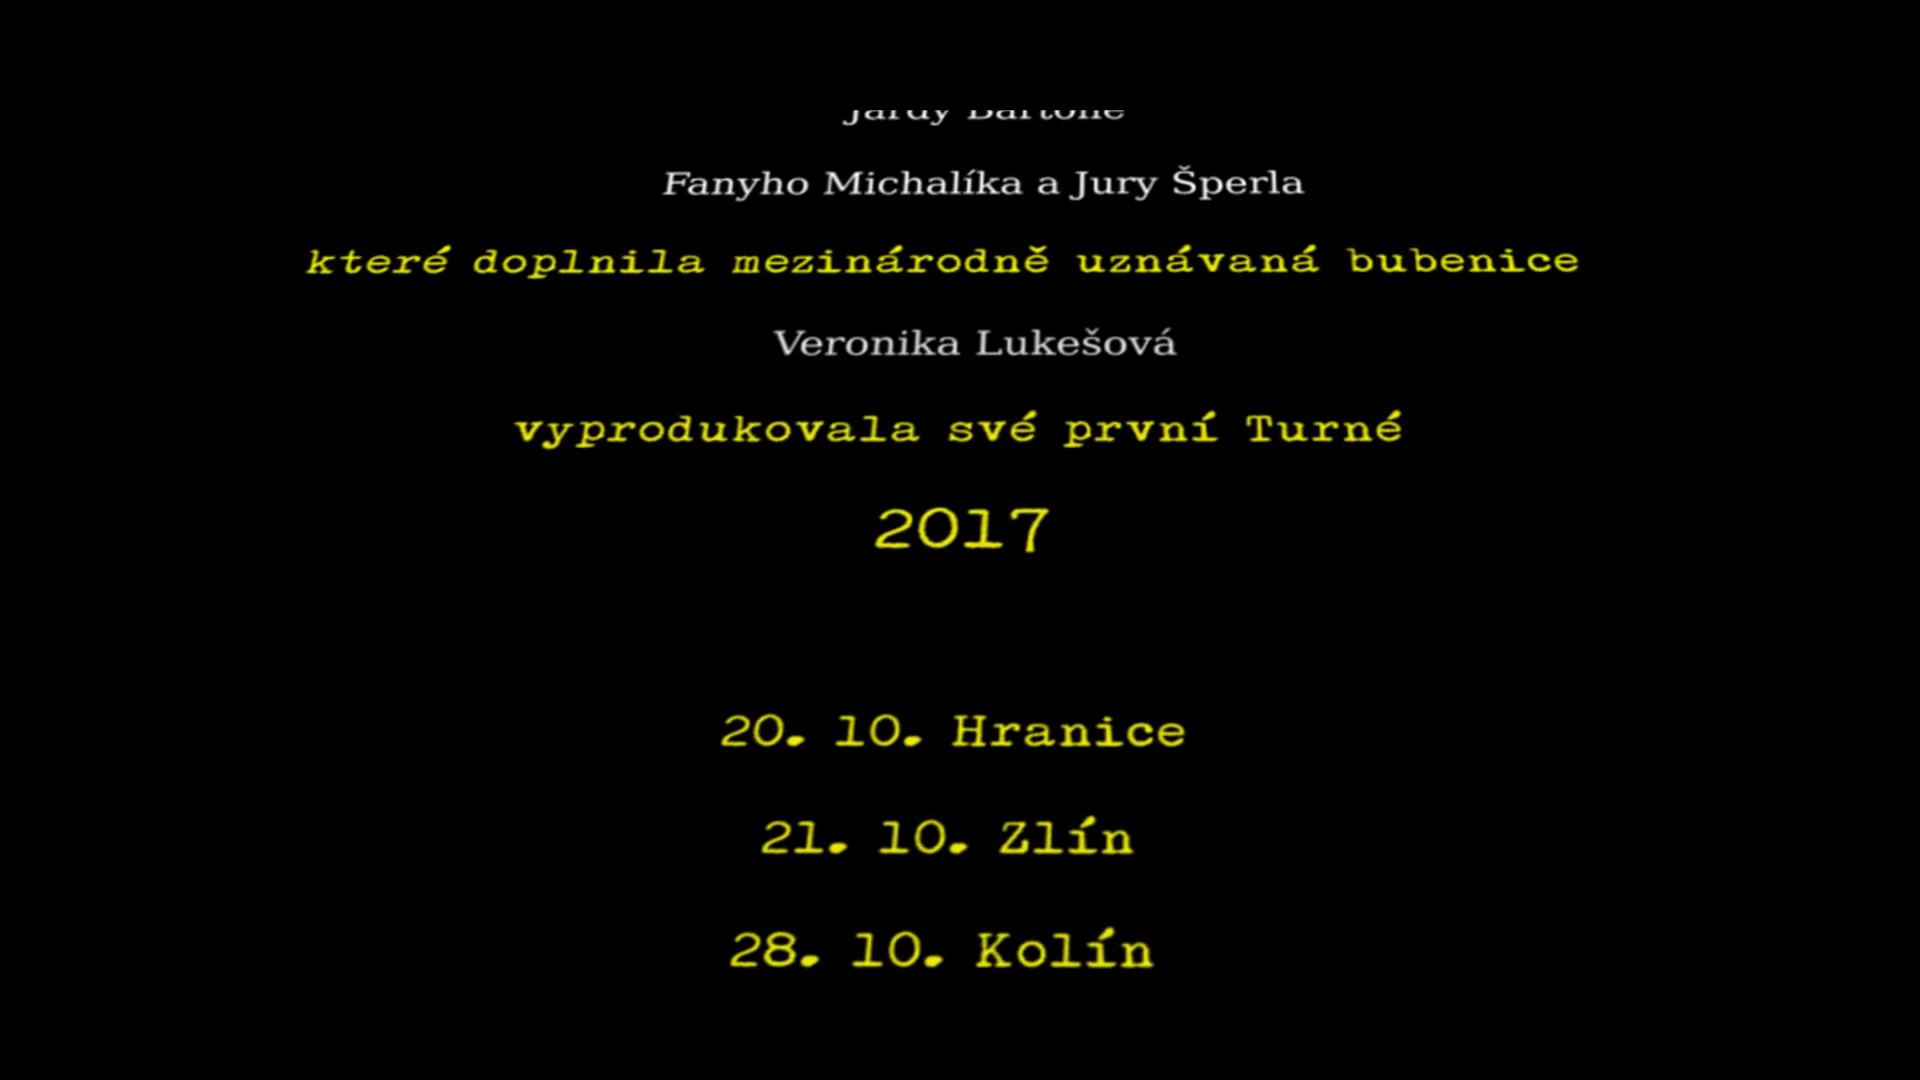 Fanyho Michalíka a Jury Šperla
které doplnila mezinárodně uznávaná bubenice
Veronika Lukešová
vyprodukovala své první Turné
2017
20. 10. Hranice
21. 10. Zlín
28. 10. Kolín